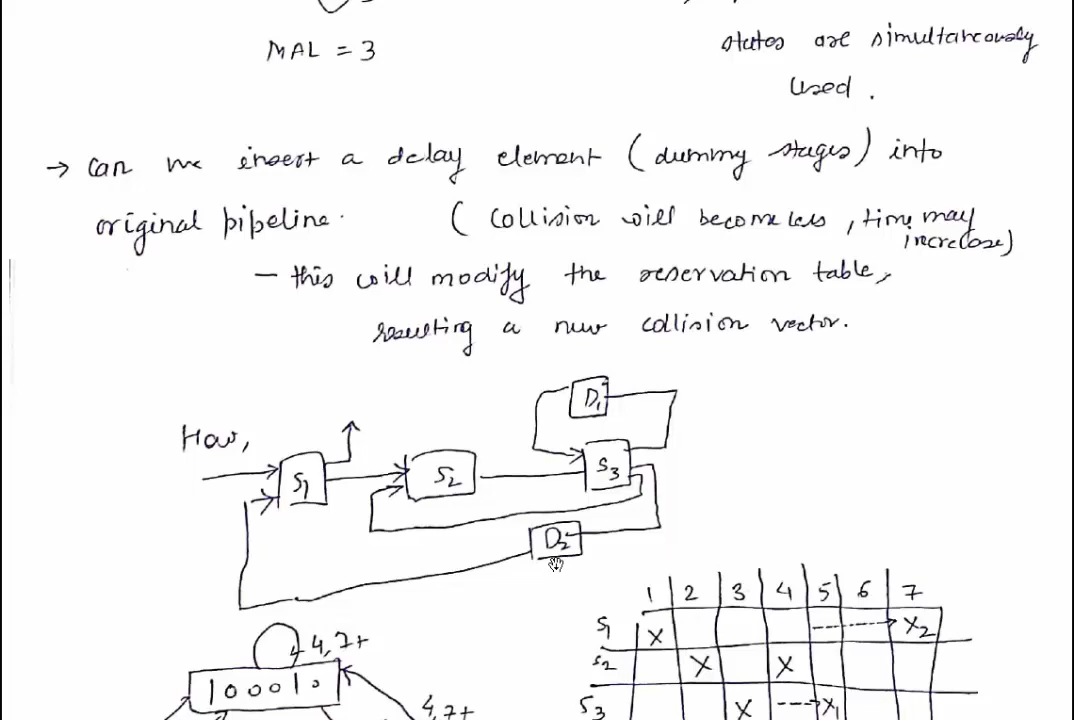 MAL = 3
states are simultaneously
used.
→ Can we insert a delay element (dummy stages) into
original pipeline. (Collision will become less, time may
increase)
– this will modify the reservation table,
resulting a new collision vector.
How,
D1
S1 S2 S3
D2
1 2 3 4 5 6 7
S1 X X2
S2 X X
S3 X X1
4, 7+
100010
4, 7+